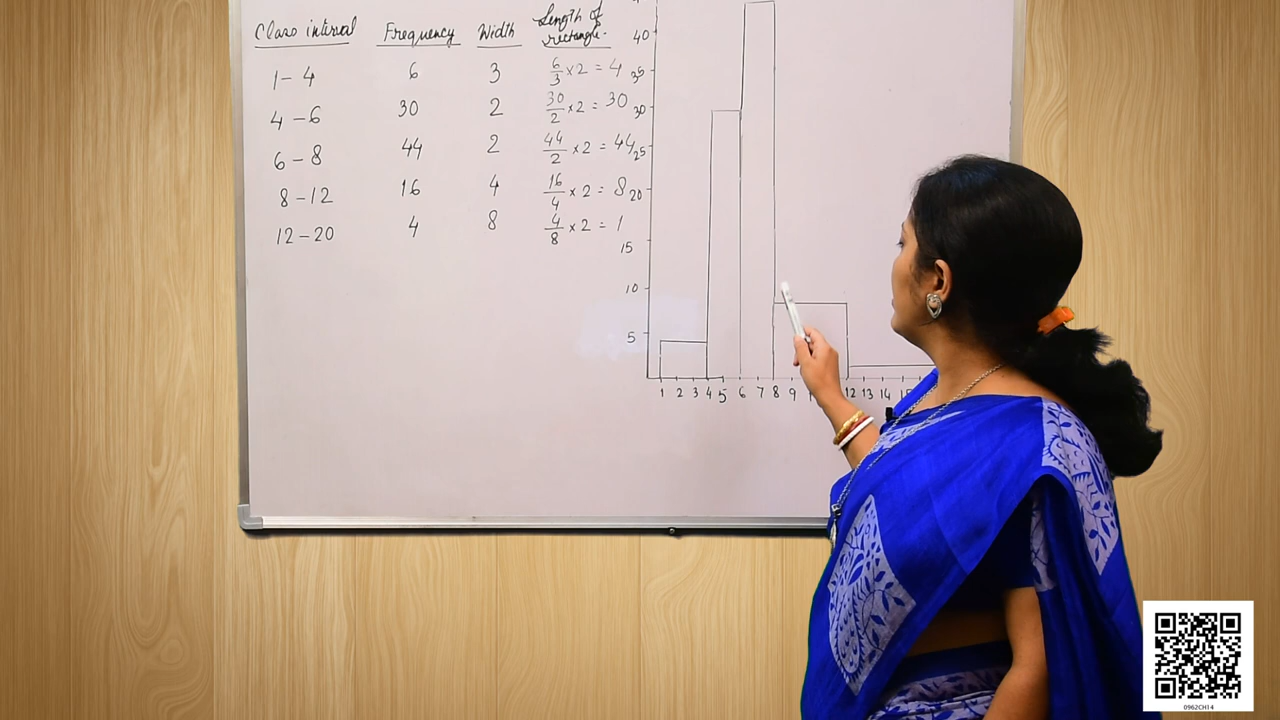 Class interval Frequency Width Length of
rectangle.
1-4 6 3 6/3 ×2 = 4
4-6 30 2 30/2 ×2 = 30
6-8 44 2 44/2 ×2 = 44
8-12 16 4 16/4 ×2 = 8
12-20 4 8 4/8 ×2 = 1
40
35
30
25
20
15
10
5
1 2 3 4 5 6 7 8 9 12 13 14
0962CH14